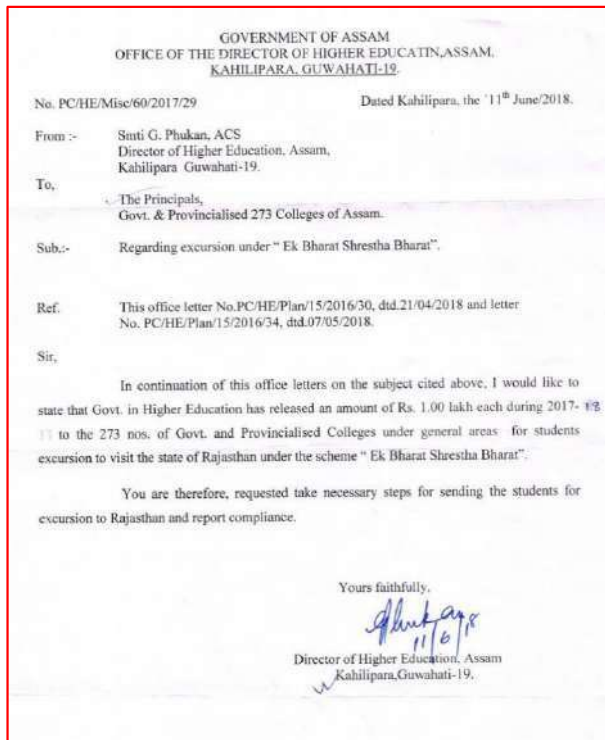 GOVERNMENT OF ASSAM
OFFICE OF THE DIRECTOR OF HIGHER EDUCATIN,ASSAM.
KAHILIPARA, GUWAHATI-19.
No. PC/HE/Misc/60/2017/29 Dated Kahilipara, the 11th June/2018.
From :- Smti G. Phukan, ACS
Director of Higher Education, Assam,
Kahilipara Guwahati-19.
To,
The Principals,
Govt. & Provincialised 273 Colleges of Assam.
Sub.:- Regarding excursion under " Ek Bharat Shrestha Bharat".
Ref. This office letter No.PC/HE/Plan/15/2016/30, dtd.21/04/2018 and letter
No. PC/HE/Plan/15/2016/34, dtd.07/05/2018.
Sir,
In continuation of this office letters on the subject cited above, I would like to
state that Govt. in Higher Education has released an amount of Rs. 1.00 lakh each during 2017- 18
to the 273 nos. of Govt. and Provincialised Colleges under general areas for students
excursion to visit the state of Rajasthan under the scheme " Ek Bharat Shrestha Bharat".
You are therefore, requested take necessary steps for sending the students for
excursion to Rajasthan and report compliance.
Yours faithfully,
11/6/18
Director of Higher Education, Assam
Kahilipara,Guwahati-19.